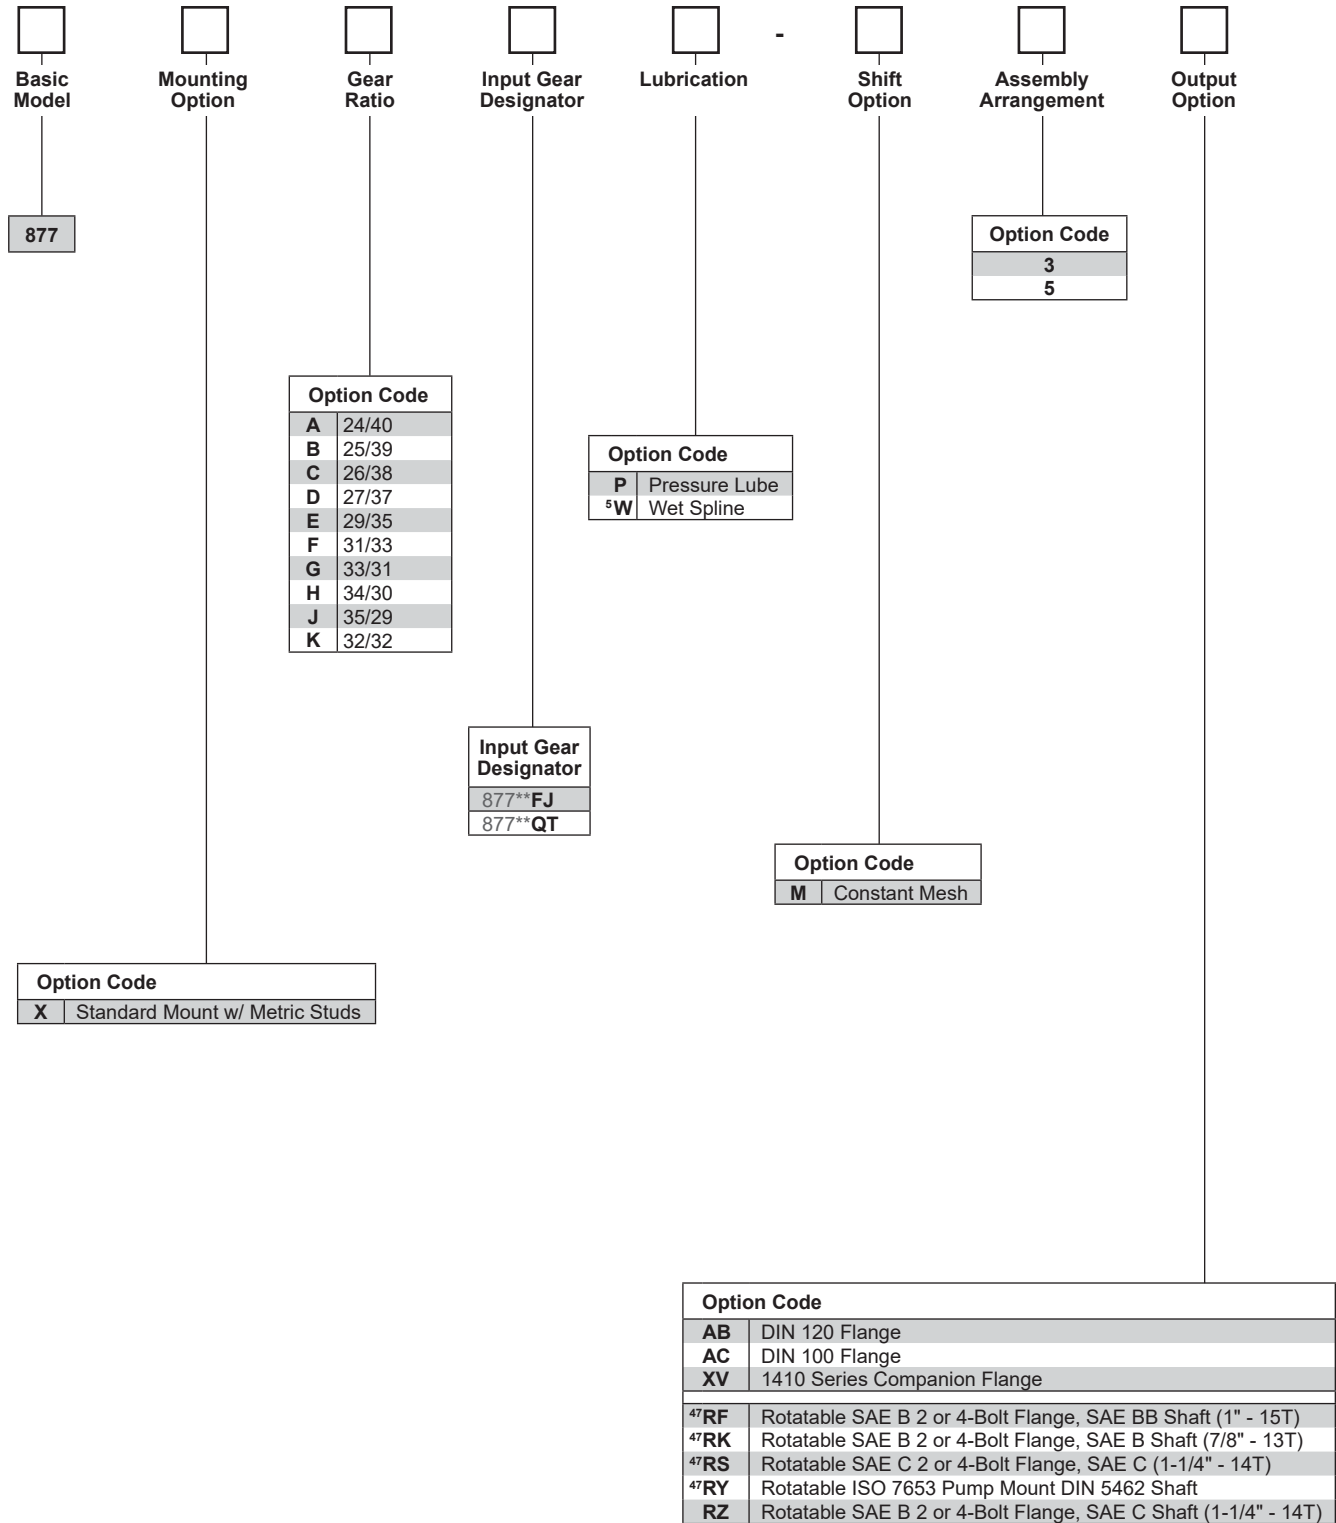 -
Basic
Model
Mounting
Option
Gear
Ratio
Input Gear
Designator
Lubrication
Shift
Option
Assembly
Arrangement
Output
Option
877
Option Code
3
5
Option Code
A 24/40
B 25/39
C 26/38
D 27/37
E 29/35
F 31/33
G 33/31
H 34/30
J 35/29
K 32/32
Option Code
P Pressure Lube
⁵W Wet Spline
Input Gear
Designator
877**FJ
877**QT
Option Code
M Constant Mesh
Option Code
X Standard Mount w/ Metric Studs
Option Code
AB DIN 120 Flange
AC DIN 100 Flange
XV 1410 Series Companion Flange
⁴⁷RF Rotatable SAE B 2 or 4-Bolt Flange, SAE BB Shaft (1" - 15T)
⁴⁷RK Rotatable SAE B 2 or 4-Bolt Flange, SAE B Shaft (7/8" - 13T)
⁴⁷RS Rotatable SAE C 2 or 4-Bolt Flange, SAE C (1-1/4" - 14T)
⁴⁷RY Rotatable ISO 7653 Pump Mount DIN 5462 Shaft
RZ Rotatable SAE B 2 or 4-Bolt Flange, SAE C Shaft (1-1/4" - 14T)